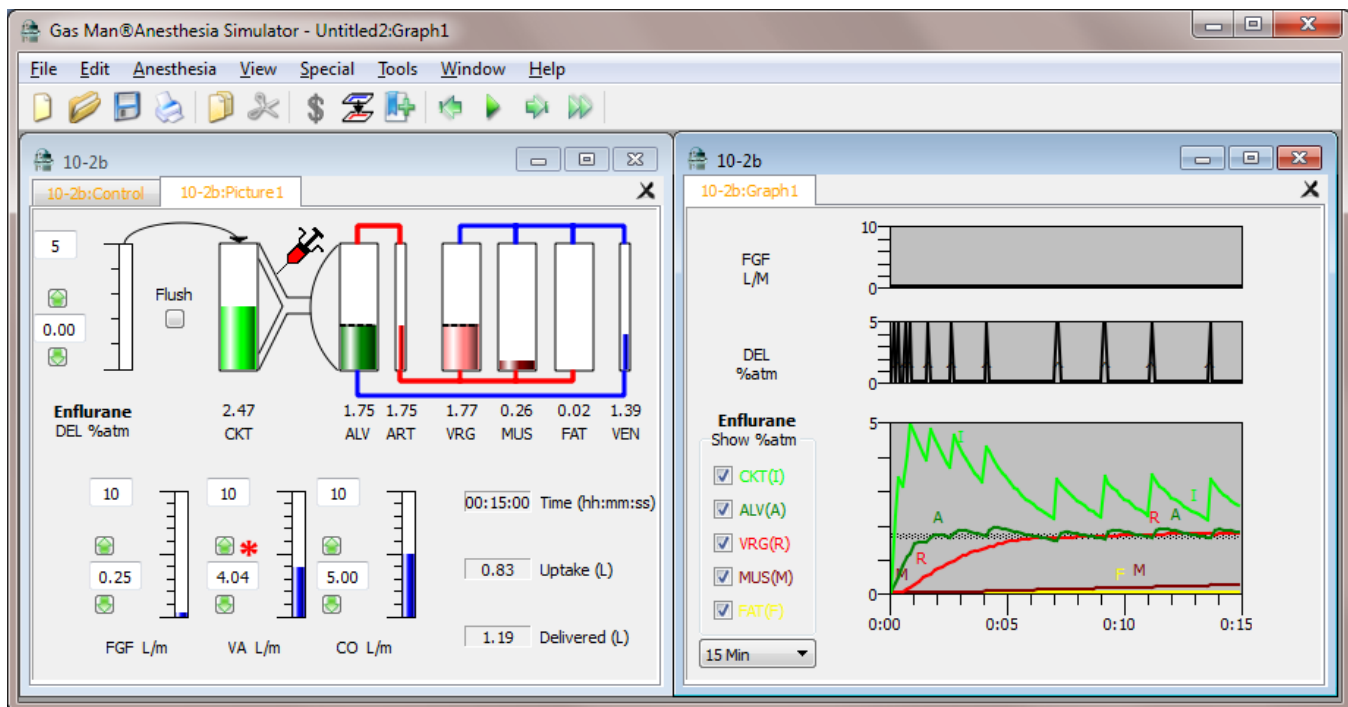 Gas Man®Anesthesia Simulator - Untitled2:Graph1
File Edit Anesthesia View Special Tools Window Help
$
10-2b
10-2b:Control 10-2b:Picture1
5
Flush
0.00
Enflurane 2.47 1.75 1.75 1.77 0.26 0.02 1.39
DEL %atm CKT ALV ART VRG MUS FAT VEN
10 10 10
00:15:00 Time (hh:mm:ss)
*
0.25 4.04 5.00
0.83 Uptake (L)
1.19 Delivered (L)
FGF L/m VA L/m CO L/m
10-2b
10-2b:Graph1
10
FGF
L/M
0
5
DEL
%atm
0
Enflurane
Show %atm
CKT(I)
ALV(A)
VRG(R)
MUS(M)
FAT(F)
15 Min
5
I
I
A R A
R
M F M
0
0:00 0:05 0:10 0:15